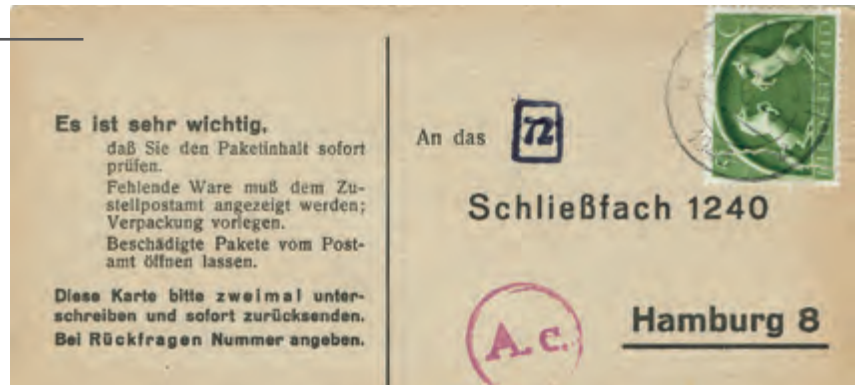 Es ist sehr wichtig,
daß Sie den Paketinhalt sofort
prüfen.
Fehlende Ware muß dem Zu-
stellpostamt angezeigt werden;
Verpackung vorlegen.
Beschädigte Pakete vom Post-
amt öffnen lassen.
Diese Karte bitte zweimal unter-
schreiben und sofort zurücksenden.
Bei Rückfragen Nummer angeben.
An das
72
Schließfach 1240
Hamburg 8
A.c.